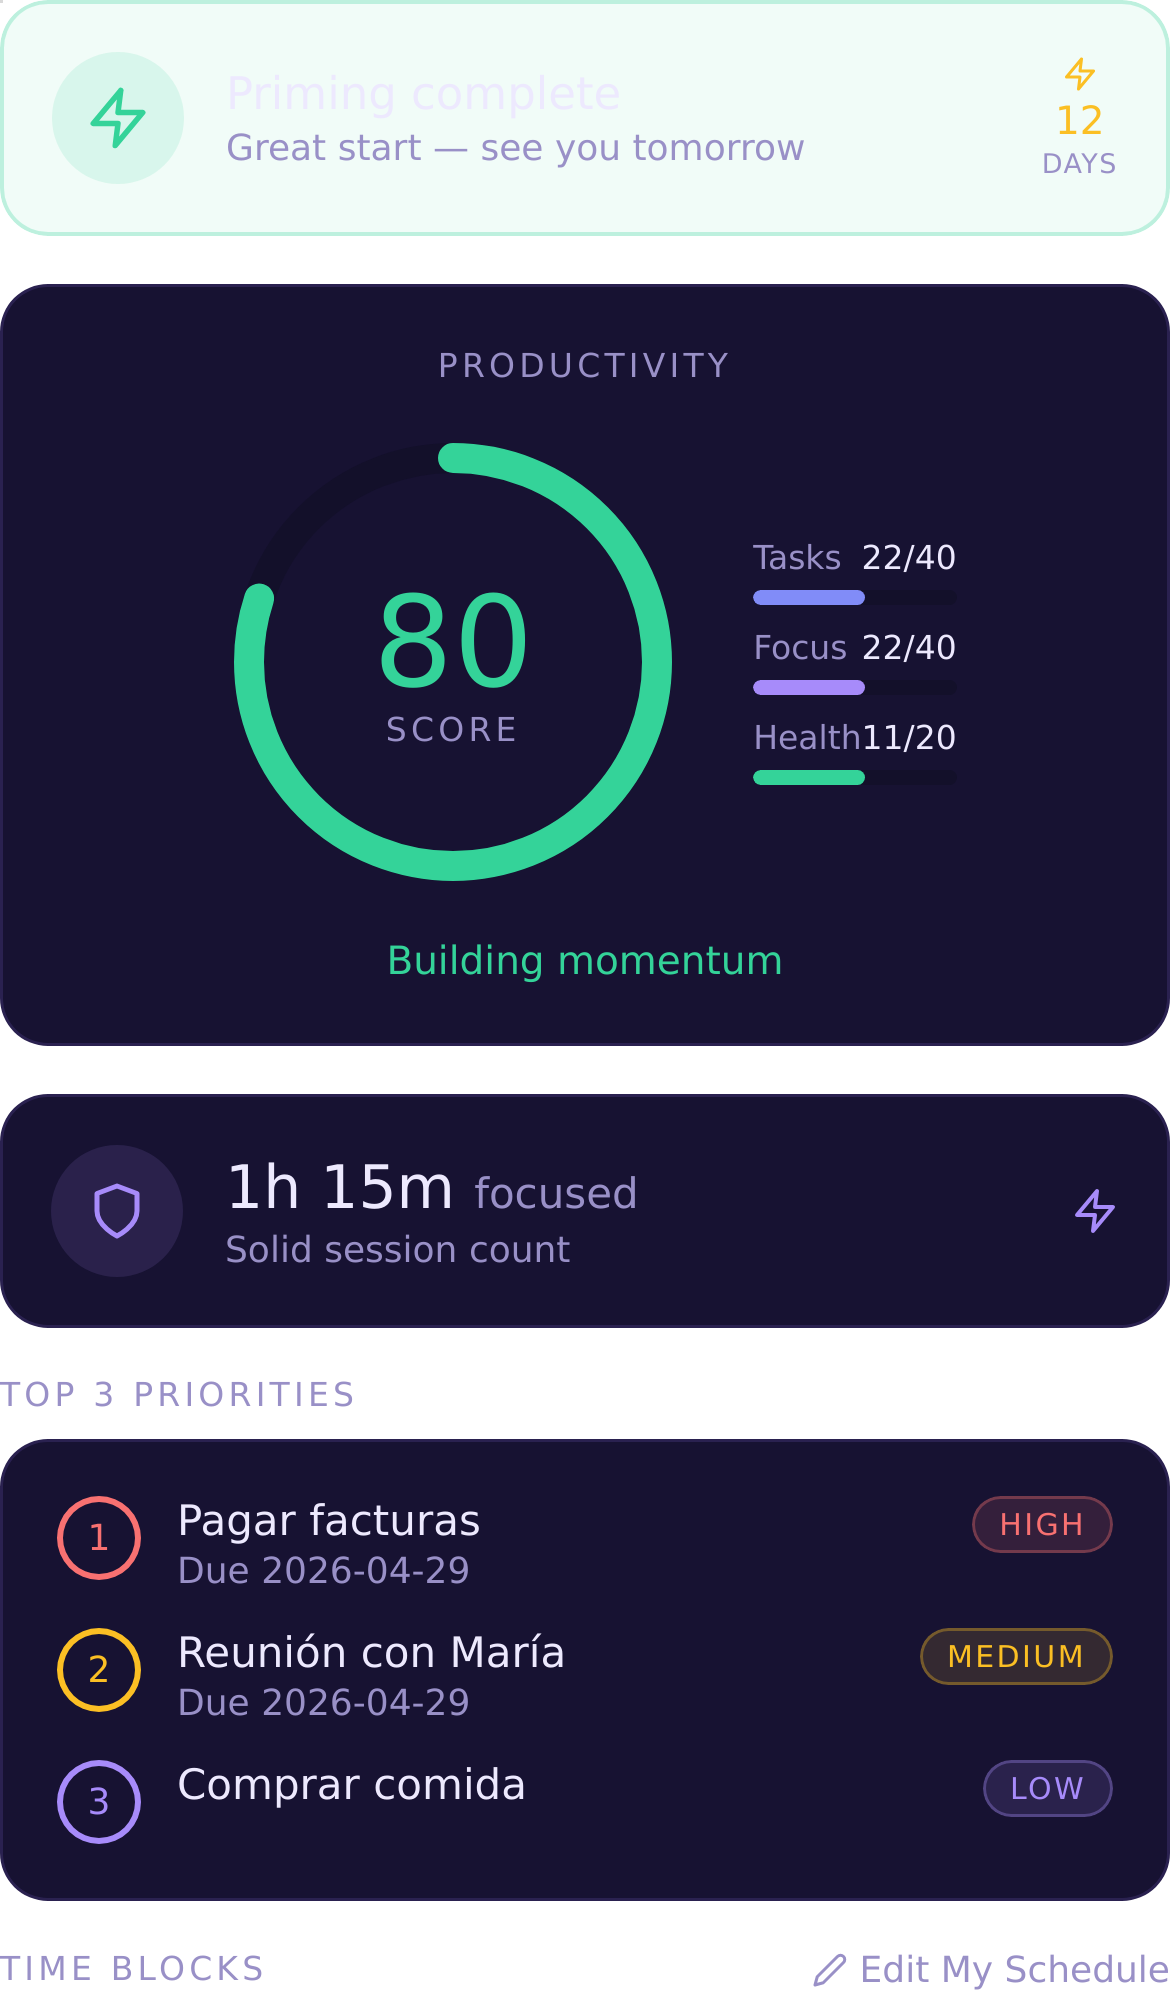 Priming complete
Great start — see you tomorrow
12
DAYS
PRODUCTIVITY
80
SCORE
Tasks 22/40
Focus 22/40
Health 11/20
Building momentum
1h 15m focused
Solid session count
TOP 3 PRIORITIES
1 Pagar facturas HIGH
Due 2026-04-29
2 Reunión con María MEDIUM
Due 2026-04-29
3 Comprar comida LOW
TIME BLOCKS Edit My Schedule